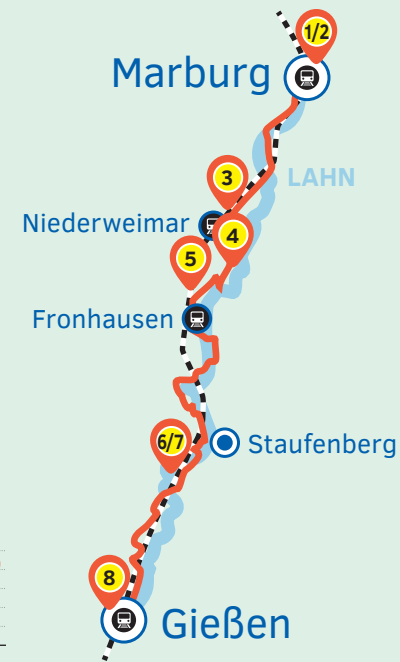 1/2
Marburg
3
LAHN
Niederweimar
4
5
Fronhausen
6/7
Staufenberg
8
Gießen